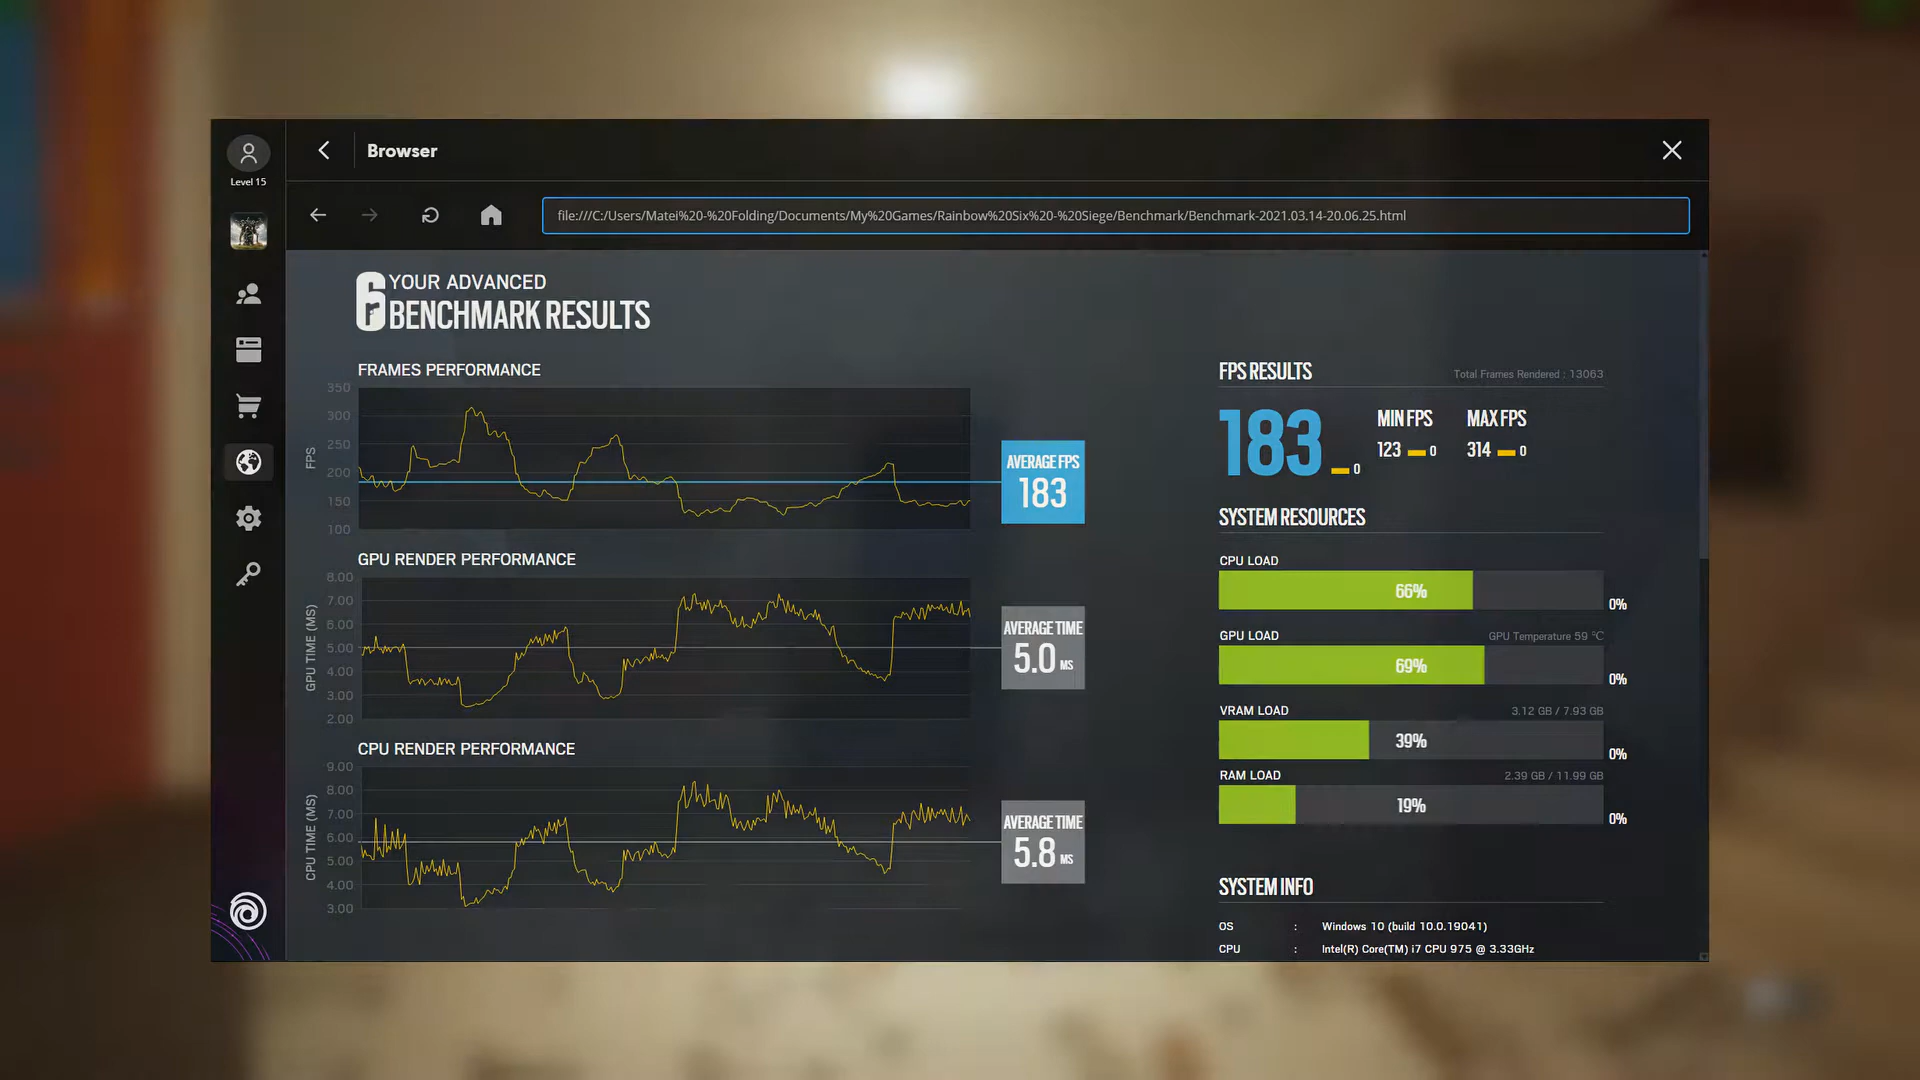 Level 15
Browser
file:///C:/Users/Matei%20-%20Folding/Documents/My%20Games/Rainbow%20Six%20-%20Siege/Benchmark/Benchmark-2021.03.14-20.06.25.html
YOUR ADVANCED
BENCHMARK RESULTS
FRAMES PERFORMANCE
350
300
250
200
150
100
FPS
AVERAGE FPS
183
GPU RENDER PERFORMANCE
8.00
7.00
6.00
5.00
4.00
3.00
2.00
GPU TIME (MS)
AVERAGE TIME
5.0 MS
CPU RENDER PERFORMANCE
9.00
8.00
7.00
6.00
5.00
4.00
3.00
CPU TIME (MS)
AVERAGE TIME
5.8 MS
FPS RESULTS
Total Frames Rendered : 13063
183
0
MIN FPS
123 0
MAX FPS
314 0
SYSTEM RESOURCES
CPU LOAD
66%
0%
GPU LOAD
GPU Temperature 59 °C
69%
0%
VRAM LOAD
3.12 GB / 7.93 GB
39%
0%
RAM LOAD
2.39 GB / 11.99 GB
19%
0%
SYSTEM INFO
OS : Windows 10 (build 10.0.19041)
CPU : Intel(R) Core(TM) i7 CPU 975 @ 3.33GHz